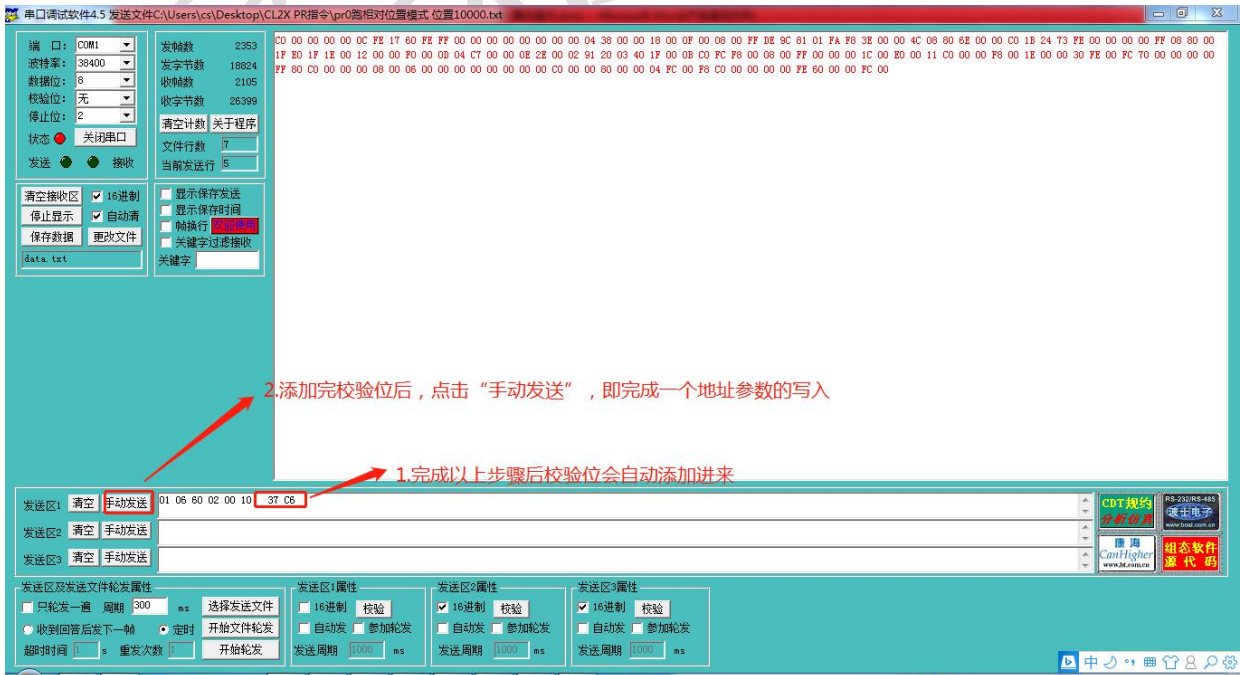 串口调试软件4.5 发送文件C:\Users\cs\Desktop\CL2X PR指令\pr0跑相对位置模式 位置10000.txt
端 口: COM1
波特率: 38400
数据位: 8
校验位: 无
停止位: 2
状态 关闭串口
发送 接收
发帧数 2353
发字节数 18824
收帧数 2105
收字节数 26399
清空计数 关于程序
文件行数 7
当前发送行 5
清空接收区 16进制
停止显示 自动清
保存数据 更改文件
data.txt
显示保存发送
显示保存时间
帧换行 欢迎使用
关键字过滤接收
关键字
C0 00 00 00 00 0C FE 17 60 FE FF 00 00 00 00 00 00 00 00 04 38 00 00 18 00 0F 00 08 00 FF DE 9C 81 01 FA F8 3E 00 00 4C 08 80 6E 00 00 C0 1B 24 73 FE 00 00 00 00 FF 08 80 00
1F E0 1F 1E 00 12 00 00 F0 00 0D 04 C7 00 00 0E 2E 00 02 91 20 03 40 1F 00 0B C0 FC F8 00 08 00 FF 00 00 00 1C 00 E0 00 11 C0 00 00 F8 00 1E 00 00 30 FE 00 FC 70 00 00 00 00
FF 80 C0 00 00 00 08 00 06 00 00 00 00 00 00 00 C0 00 00 80 00 00 04 FC 00 F8 C0 00 00 00 00 FE 60 00 00 FC 00
2.添加完校验位后，点击“手动发送”，即完成一个地址参数的写入
1.完成以上步骤后校验位会自动添加进来
发送区1 清空 手动发送 01 06 60 02 00 10 37 C6
发送区2 清空 手动发送
发送区3 清空 手动发送
CDT规约
分析仿真
RS-232/RS-485
波士电子
www.bosi.com.cn
康海
CanHigher
组态软件
源代码
发送区及发送文件轮发属性
只轮发一遍 周期 300 ms 选择发送文件
收到回答后发下一帧 定时 开始文件轮发
超时时间 1 s 重发次数 1 开始轮发
发送区1属性
16进制 校验
自动发 参加轮发
发送周期 1000 ms
发送区2属性
16进制 校验
自动发 参加轮发
发送周期 1000 ms
发送区3属性
16进制 校验
自动发 参加轮发
发送周期 1000 ms
中